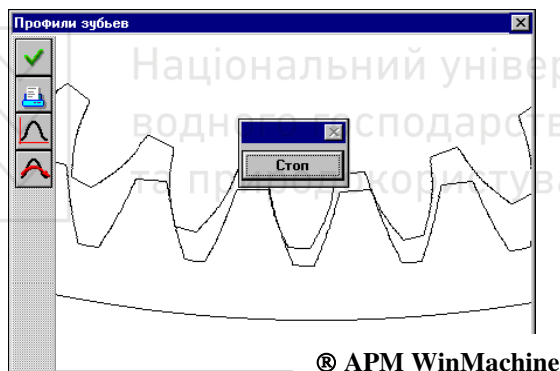 Профили зубьев
Національний універ
водного господарств
та природокористува
Стоп
® APM WinMachine